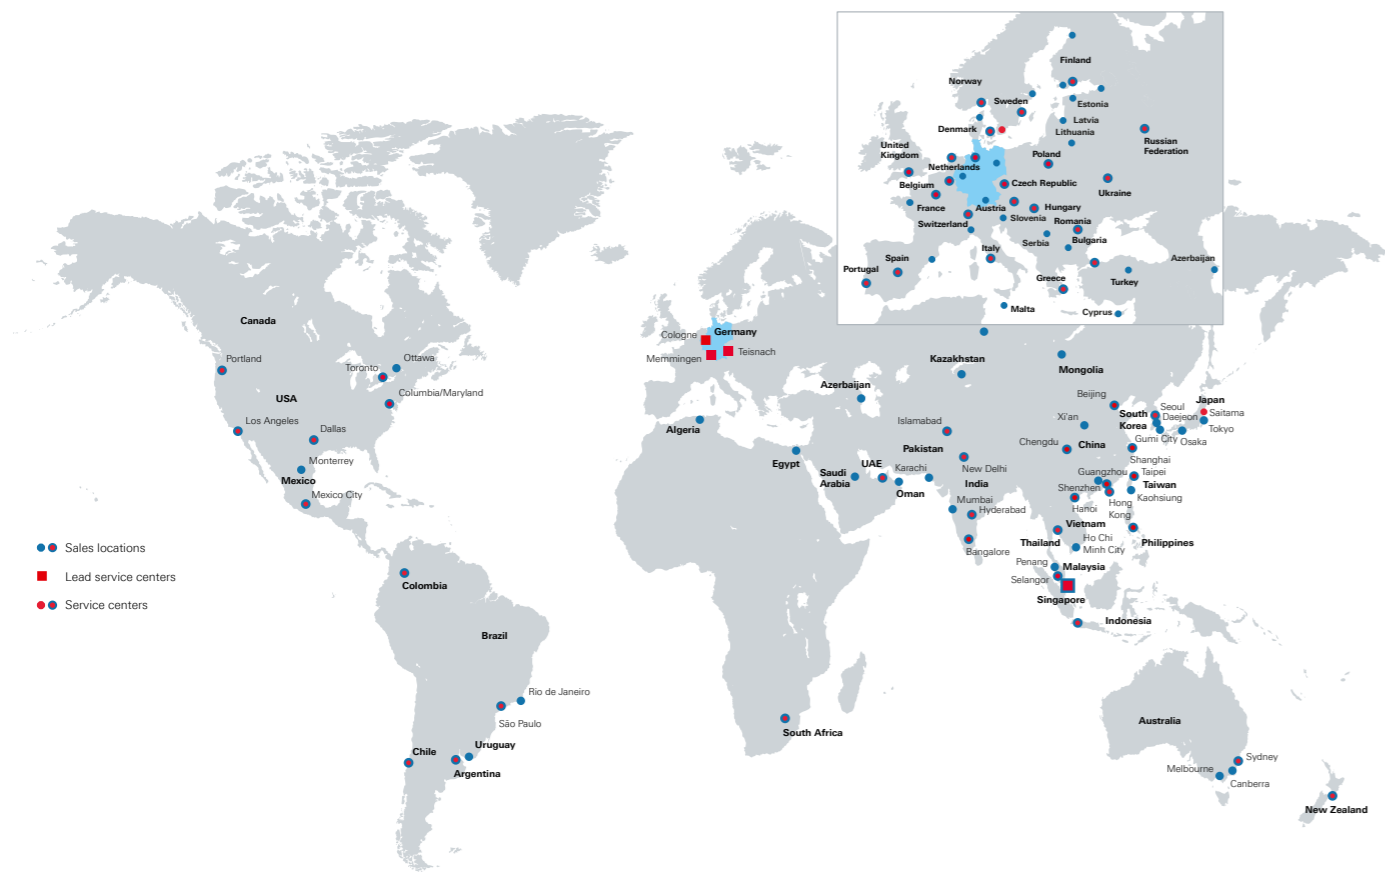 Finland
Norway
Sweden
Estonia
Latvia
Lithuania
Denmark
Russian
Federation
United
Kingdom
Poland
Netherlands
Czech Republic
Belgium
Ukraine
France
Austria
Hungary
Slovenia
Romania
Switzerland
Serbia
Bulgaria
Italy
Spain
Azerbaijan
Portugal
Greece
Turkey
Malta
Cyprus
Canada
Portland
Ottawa
Toronto
USA
Columbia/Maryland
Los Angeles
Dallas
Monterrey
Mexico
Mexico City
Cologne
Germany
Memmingen
Teisnach
Kazakhstan
Mongolia
Azerbaijan
Algeria
Egypt
Saudi
Arabia
UAE
Oman
Islamabad
Pakistan
Karachi
New Delhi
India
Mumbai
Hyderabad
Bangalore
Beijing
Xi'an
Chengdu
China
South
Korea
Seoul
Daejeon
Gumi City
Japan
Saitama
Tokyo
Osaka
Shanghai
Guangzhou
Taipei
Shenzhen
Taiwan
Kaohsiung
Hanoi
Hong
Kong
Vietnam
Thailand
Ho Chi
Minh City
Philippines
Penang
Malaysia
Selangor
Singapore
Indonesia
Sales locations
Lead service centers
Service centers
Colombia
Brazil
Rio de Janeiro
São Paulo
Chile
Uruguay
Argentina
South Africa
Australia
Sydney
Melbourne
Canberra
New Zealand